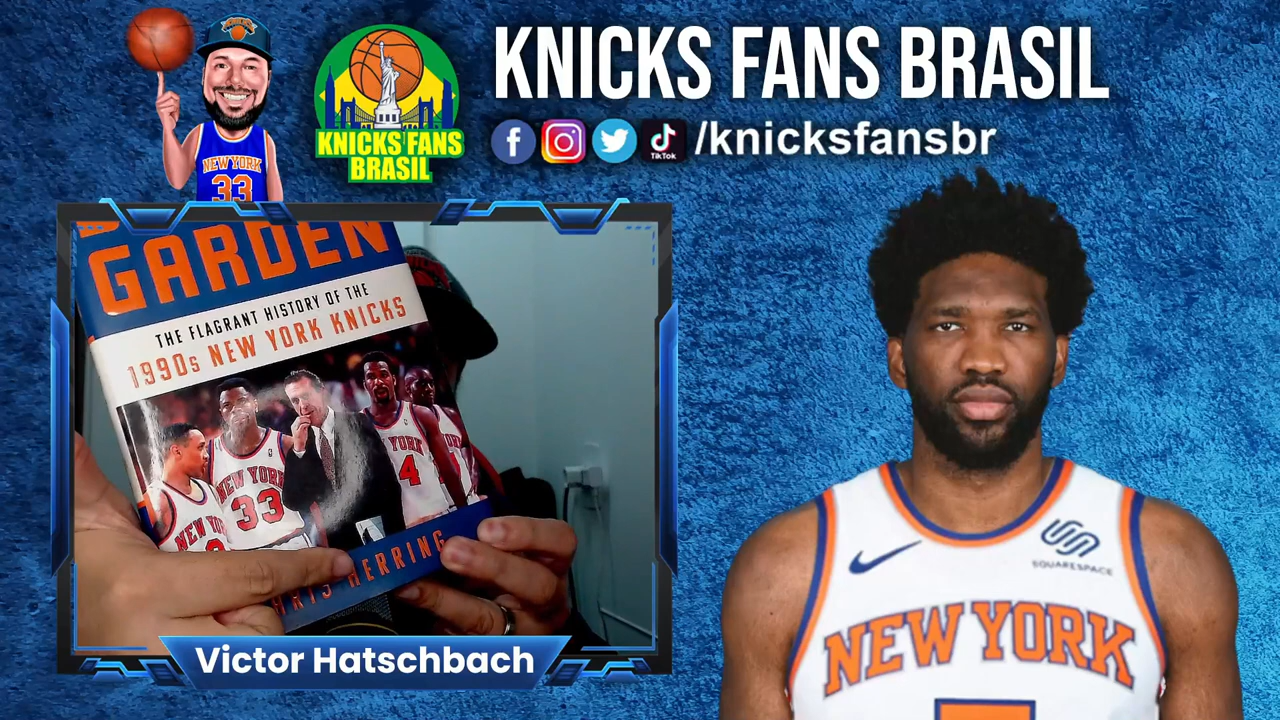 KNICKS FANS BRASIL
/knicksfansbr
TikTok
NEW YORK
33
KNICKS FANS
BRASIL
GARDEN
THE FLAGRANT HISTORY OF THE
1990s NEW YORK KNICKS
NEW YORK
33
YORK
4
HERRING
Victor Hatschbach
SQUARESPACE
NEW YORK